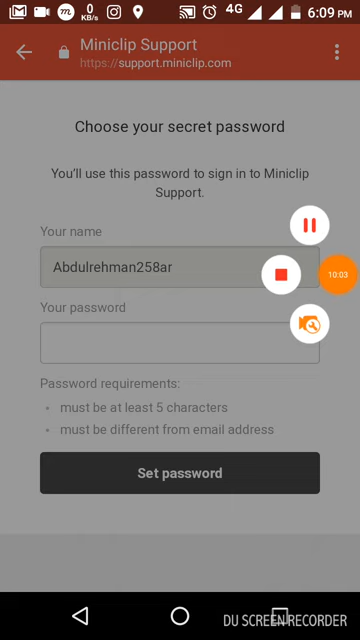 0
KB/s
4G
6:09 PM
Miniclip Support
https://support.miniclip.com
Choose your secret password
You'll use this password to sign in to Miniclip
Support.
Your name
Abdulrehman258ar
10:03
Your password
Password requirements:
• must be at least 5 characters
• must be different from email address
Set password
DU SCREEN RECORDER